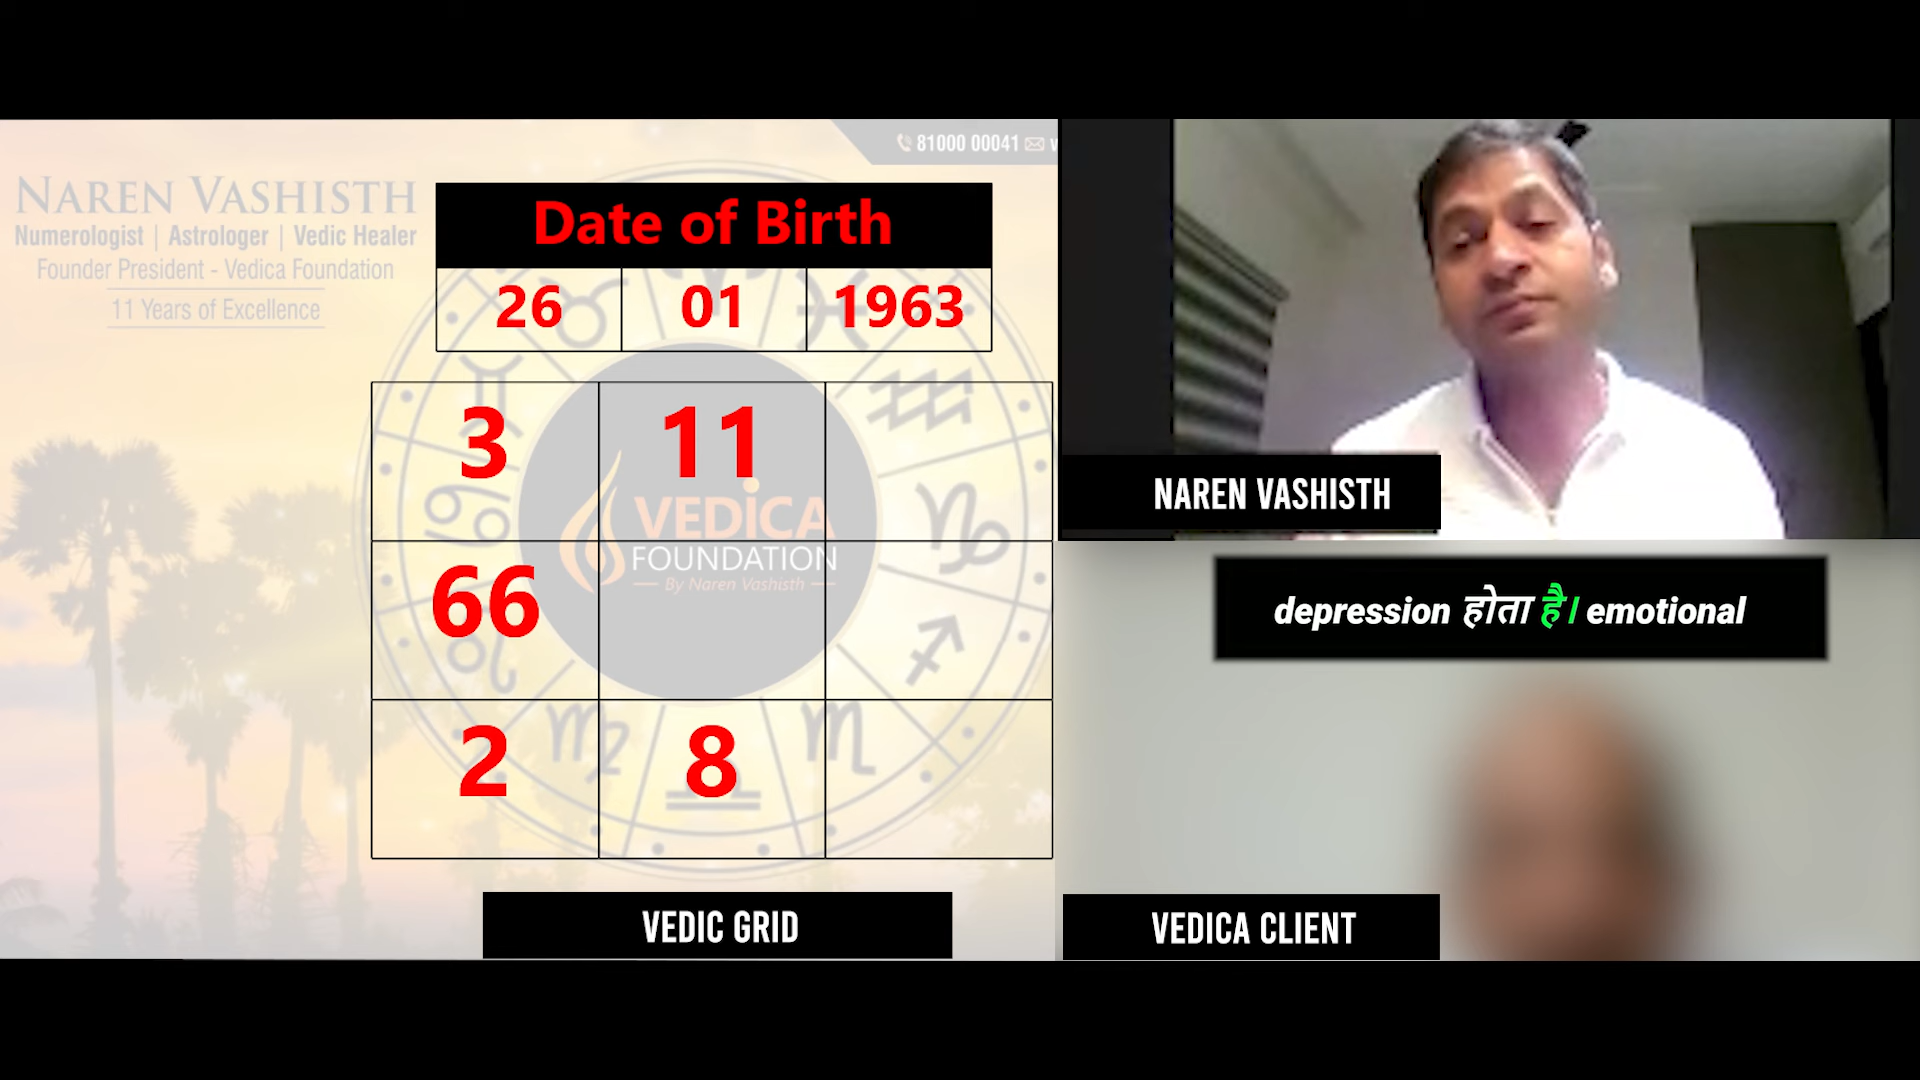 81000 00041
NAREN VASHISTH
Numerologist | Astrologer | Vedic Healer
Founder President - Vedica Foundation
11 Years of Excellence
Date of Birth
26 01 1963
3 11
66
2 8
VEDICA
FOUNDATION
By Naren Vashisth
VEDIC GRID
NAREN VASHISTH
depression होता है। emotional
VEDICA CLIENT